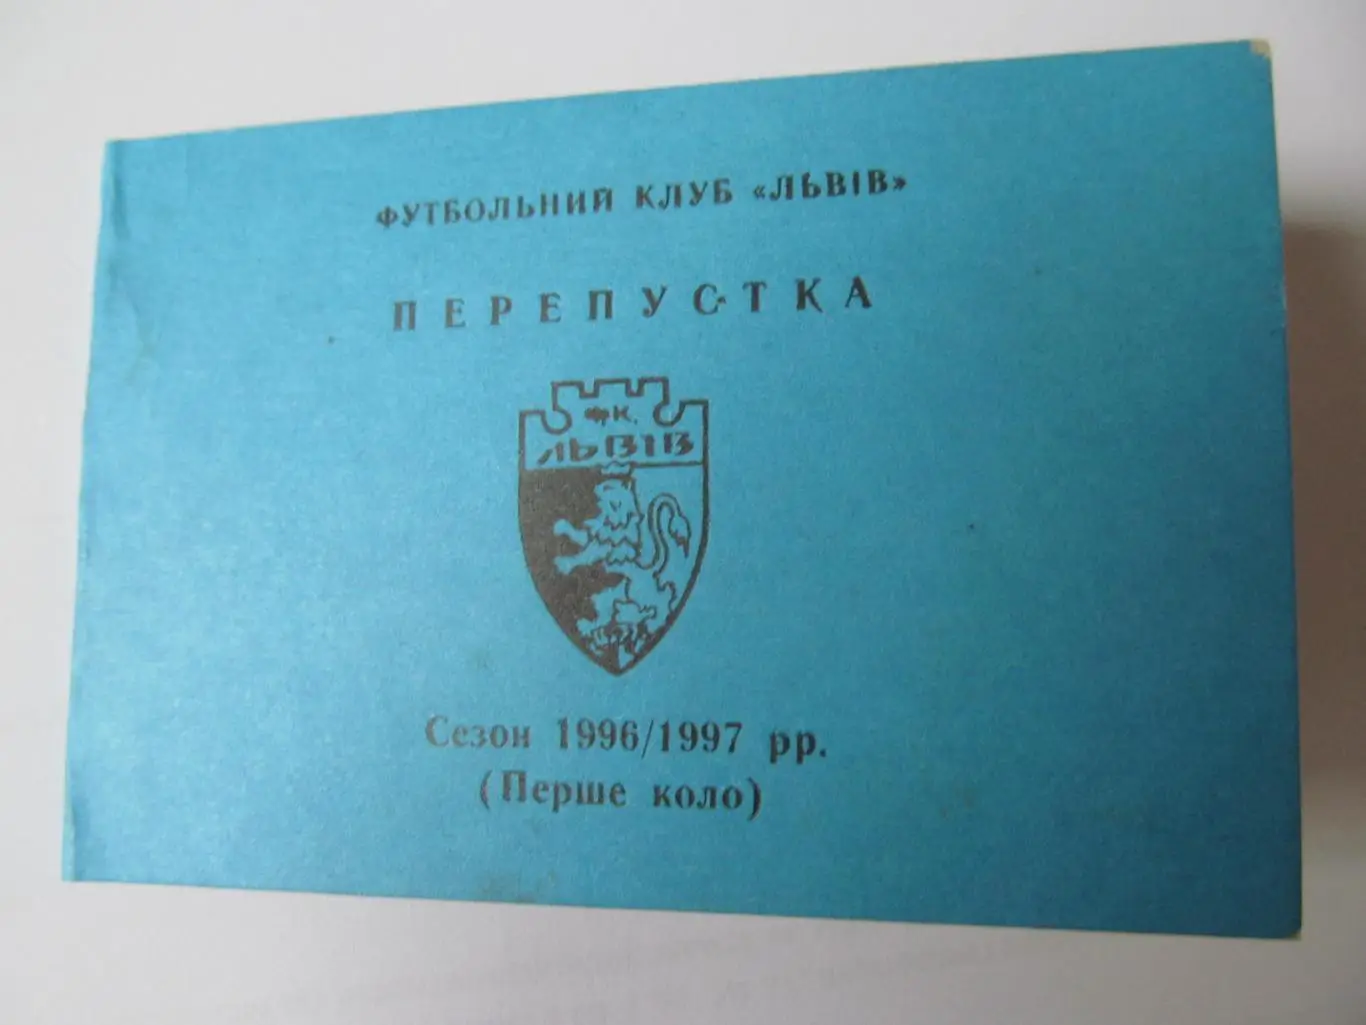 ФУТБОЛЬНИЙ КЛУБ «ЛЬВІВ»
ПЕРЕПУСТКА
ФК.
ЛЬВІВ
Сезон 1996/1997 рр.
(Перше коло)